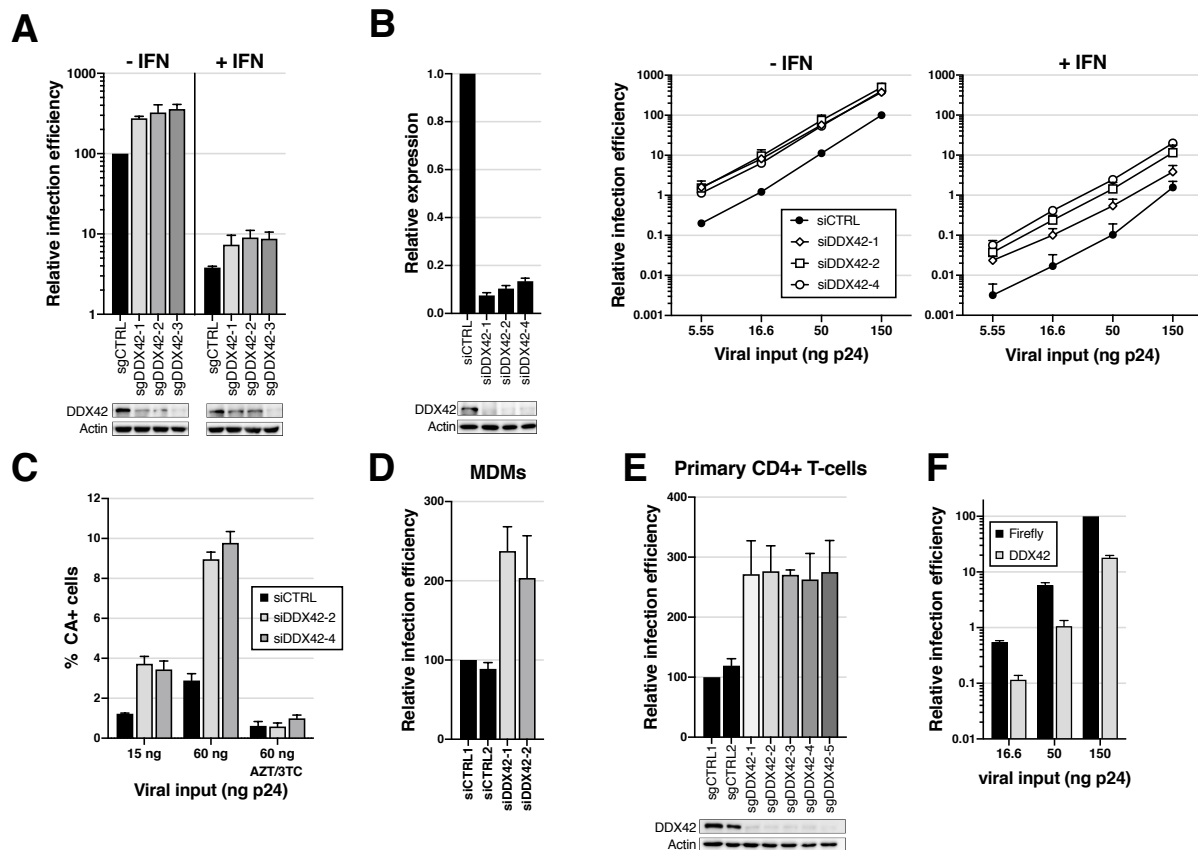 A
- IFN
+ IFN
Relative infection efficiency
1000
100
10
1
sgCTRL
sgDDX42-1
sgDDX42-2
sgDDX42-3
sgCTRL
sgDDX42-1
sgDDX42-2
sgDDX42-3
DDX42
Actin
B
Relative expression
1.0
0.8
0.6
0.4
0.2
0.0
siCTRL
siDDX42-1
siDDX42-2
siDDX42-4
DDX42
Actin
- IFN
Relative infection efficiency
1000
100
10
1
0.1
0.01
0.001
5.55
16.6
50
150
Viral input (ng p24)
siCTRL
siDDX42-1
siDDX42-2
siDDX42-4
+ IFN
1000
100
10
1
0.1
0.01
0.001
5.55
16.6
50
150
Viral input (ng p24)
C
% CA+ cells
12
10
8
6
4
2
0
siCTRL
siDDX42-2
siDDX42-4
15 ng
60 ng
60 ng
AZT/3TC
Viral input (ng p24)
D
MDMs
Relative infection efficiency
300
200
100
0
siCTRL1
siCTRL2
siDDX42-1
siDDX42-2
E
Primary CD4+ T-cells
Relative infection efficiency
400
300
200
100
0
sgCTRL1
sgCTRL2
sgDDX42-1
sgDDX42-2
sgDDX42-3
sgDDX42-4
sgDDX42-5
DDX42
Actin
F
Relative infection efficiency
100
10
1
0.1
0.01
Firefly
DDX42
16.6
50
150
viral input (ng p24)